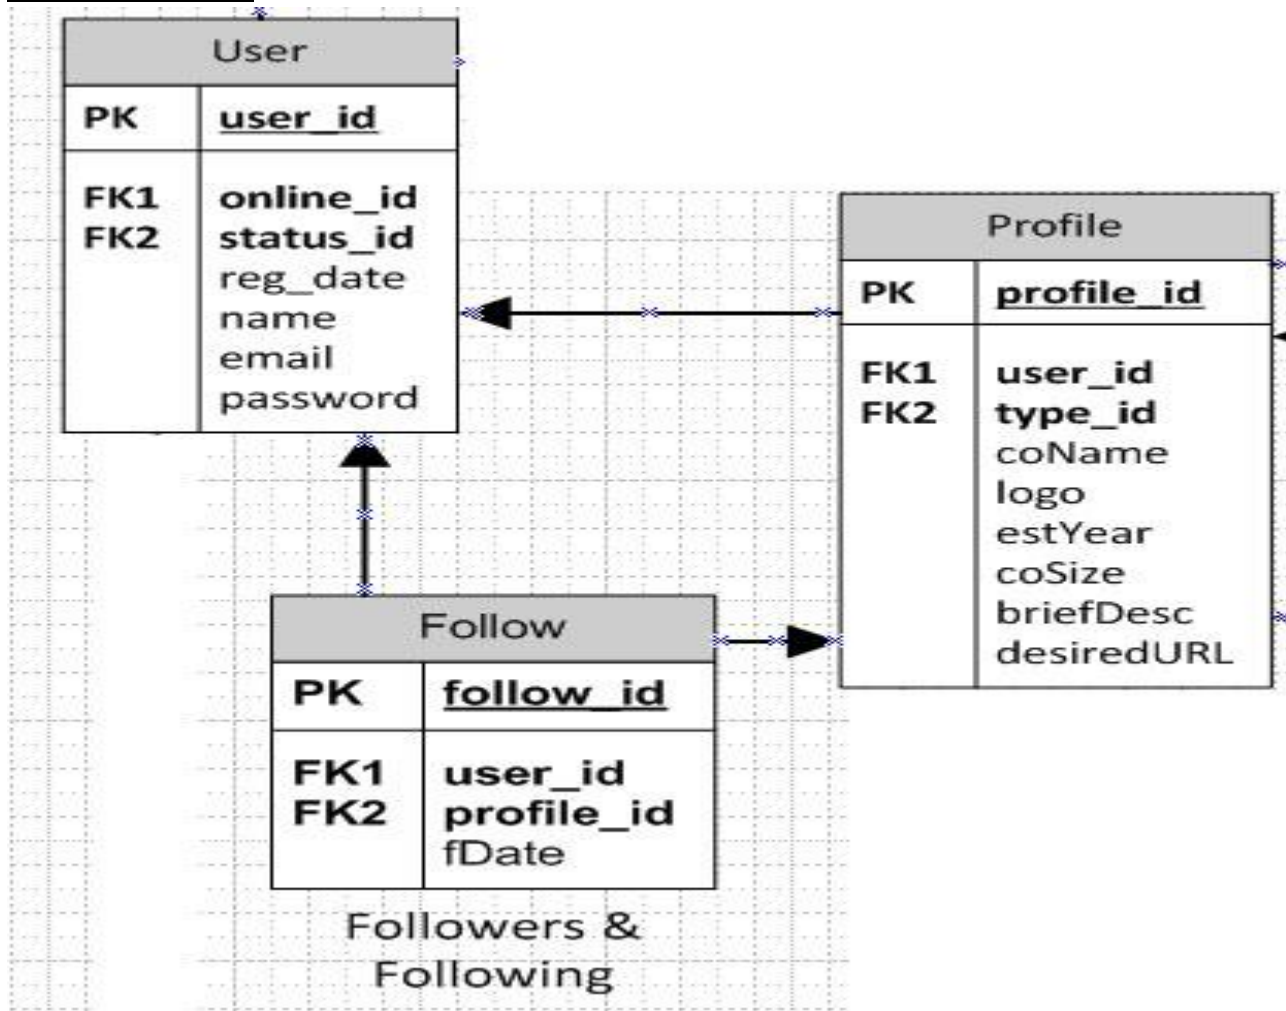 User
PK user_id
FK1 online_id
FK2 status_id
reg_date
name
email
password
Profile
PK profile_id
FK1 user_id
FK2 type_id
coName
logo
estYear
coSize
briefDesc
desiredURL
Follow
PK follow_id
FK1 user_id
FK2 profile_id
fDate
Followers &
Following